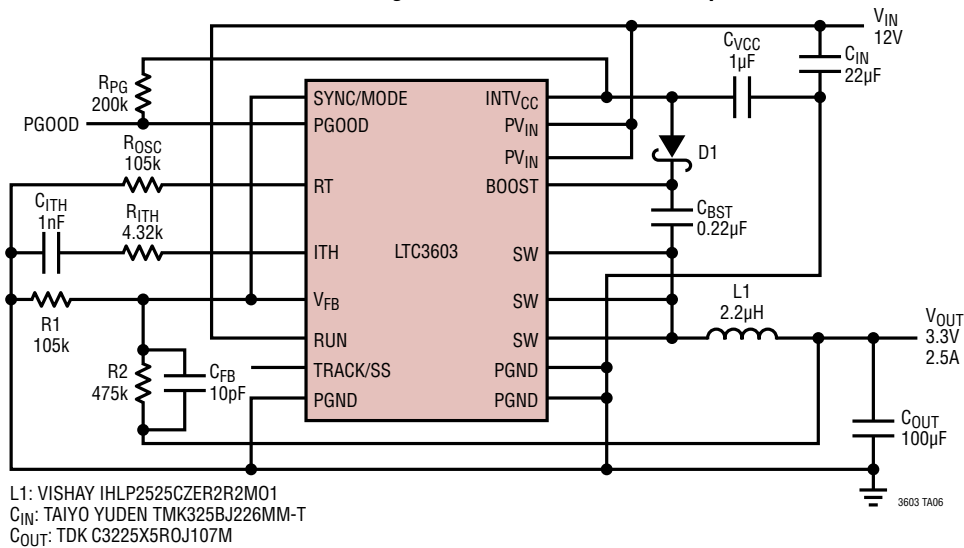 VIN
12V
CVCC
1µF
CIN
22µF
RPG
200k
PGOOD
SYNC/MODE
PGOOD
RT
ITH
VFB
RUN
TRACK/SS
PGND
LTC3603
INTVCC
PVIN
PVIN
BOOST
SW
SW
SW
PGND
PGND
D1
ROSC
105k
CITH
1nF
RITH
4.32k
CBST
0.22µF
R1
105k
L1
2.2µH
VOUT
3.3V
2.5A
R2
475k
CFB
10pF
COUT
100µF
L1: VISHAY IHLP2525CZER2R2MO1
CIN: TAIYO YUDEN TMK325BJ226MM-T
COUT: TDK C3225X5ROJ107M
3603 TA06